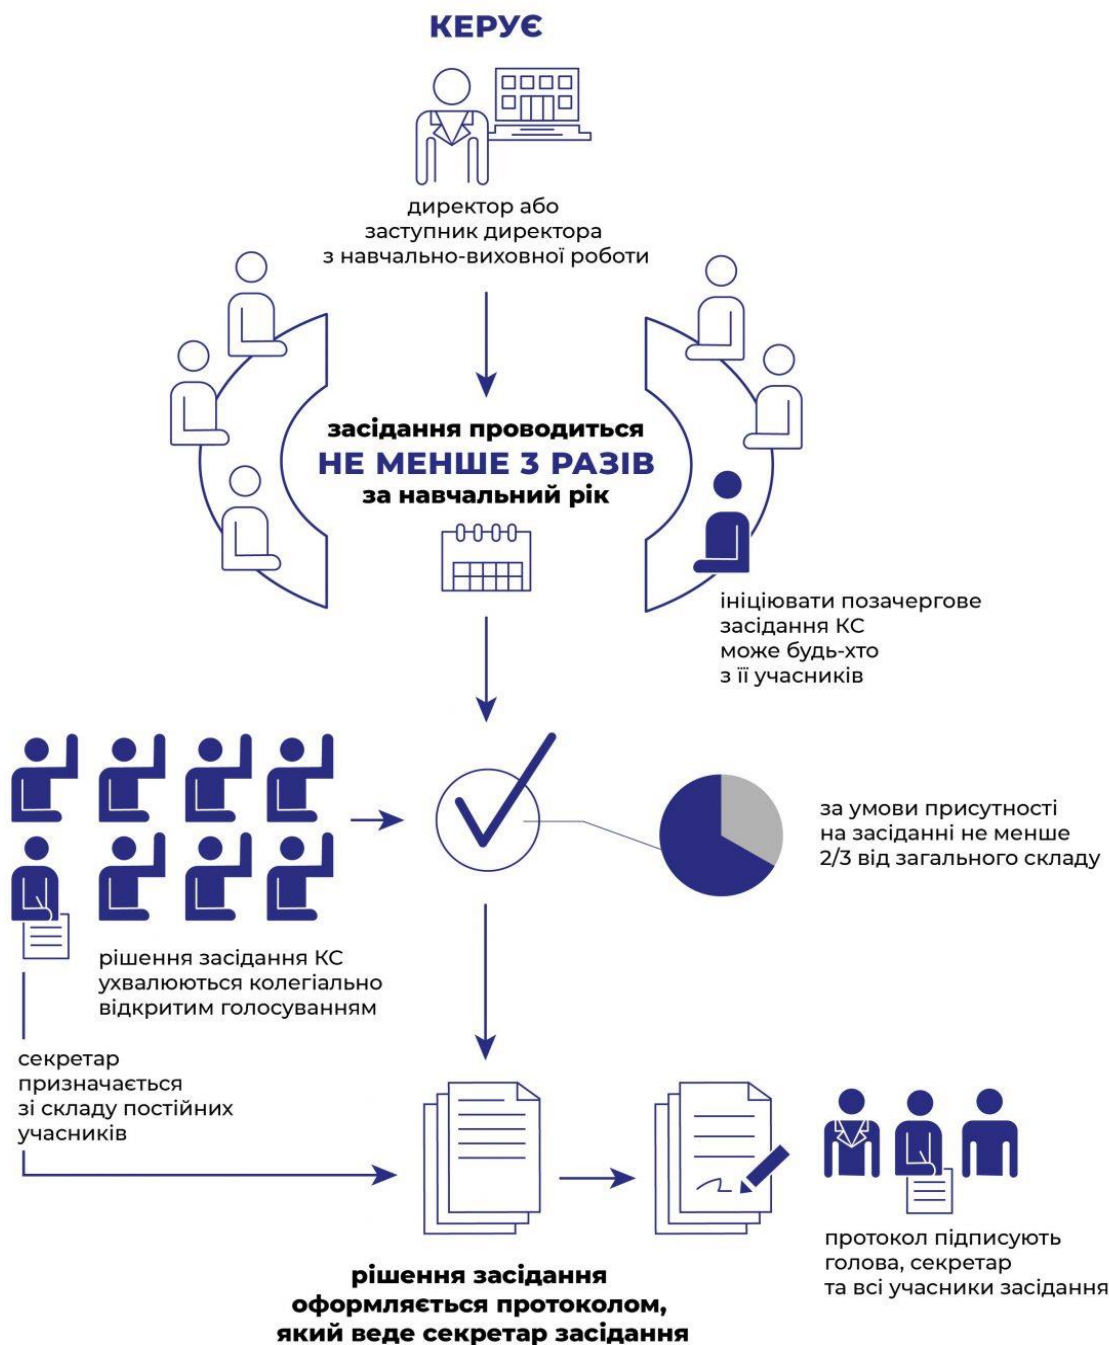 КЕРУЄ
директор або
заступник директора
з навчально-виховної роботи
засідання проводиться
НЕ МЕНШЕ 3 РАЗІВ
за навчальний рік
ініціювати позачергове
засідання КС
може будь-хто
з її учасників
за умови присутності
на засіданні не менше
2/3 від загального складу
рішення засідання КС
ухвалюються колегіально
відкритим голосуванням
секретар
призначається
зі складу постійних
учасників
протокол підписують
голова, секретар
та всі учасники засідання
рішення засідання
оформляється протоколом,
який веде секретар засідання